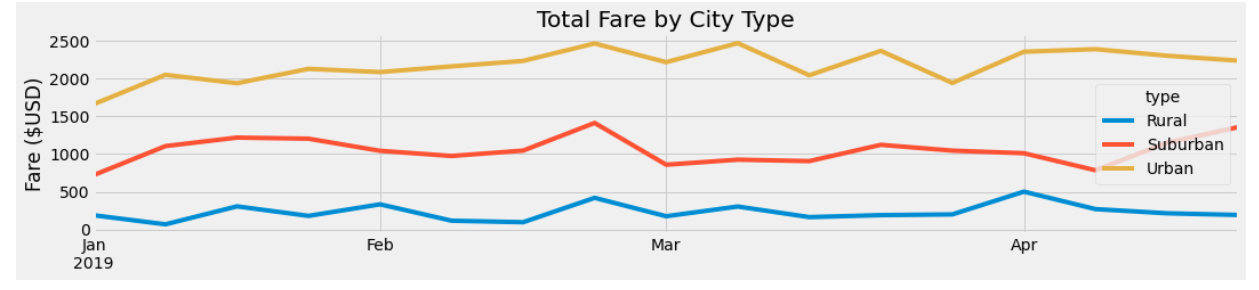 Total Fare by City Type
Fare ($USD)
2500
2000
1500
1000
500
0
Jan
2019
Feb
Mar
Apr
type
Rural
Suburban
Urban